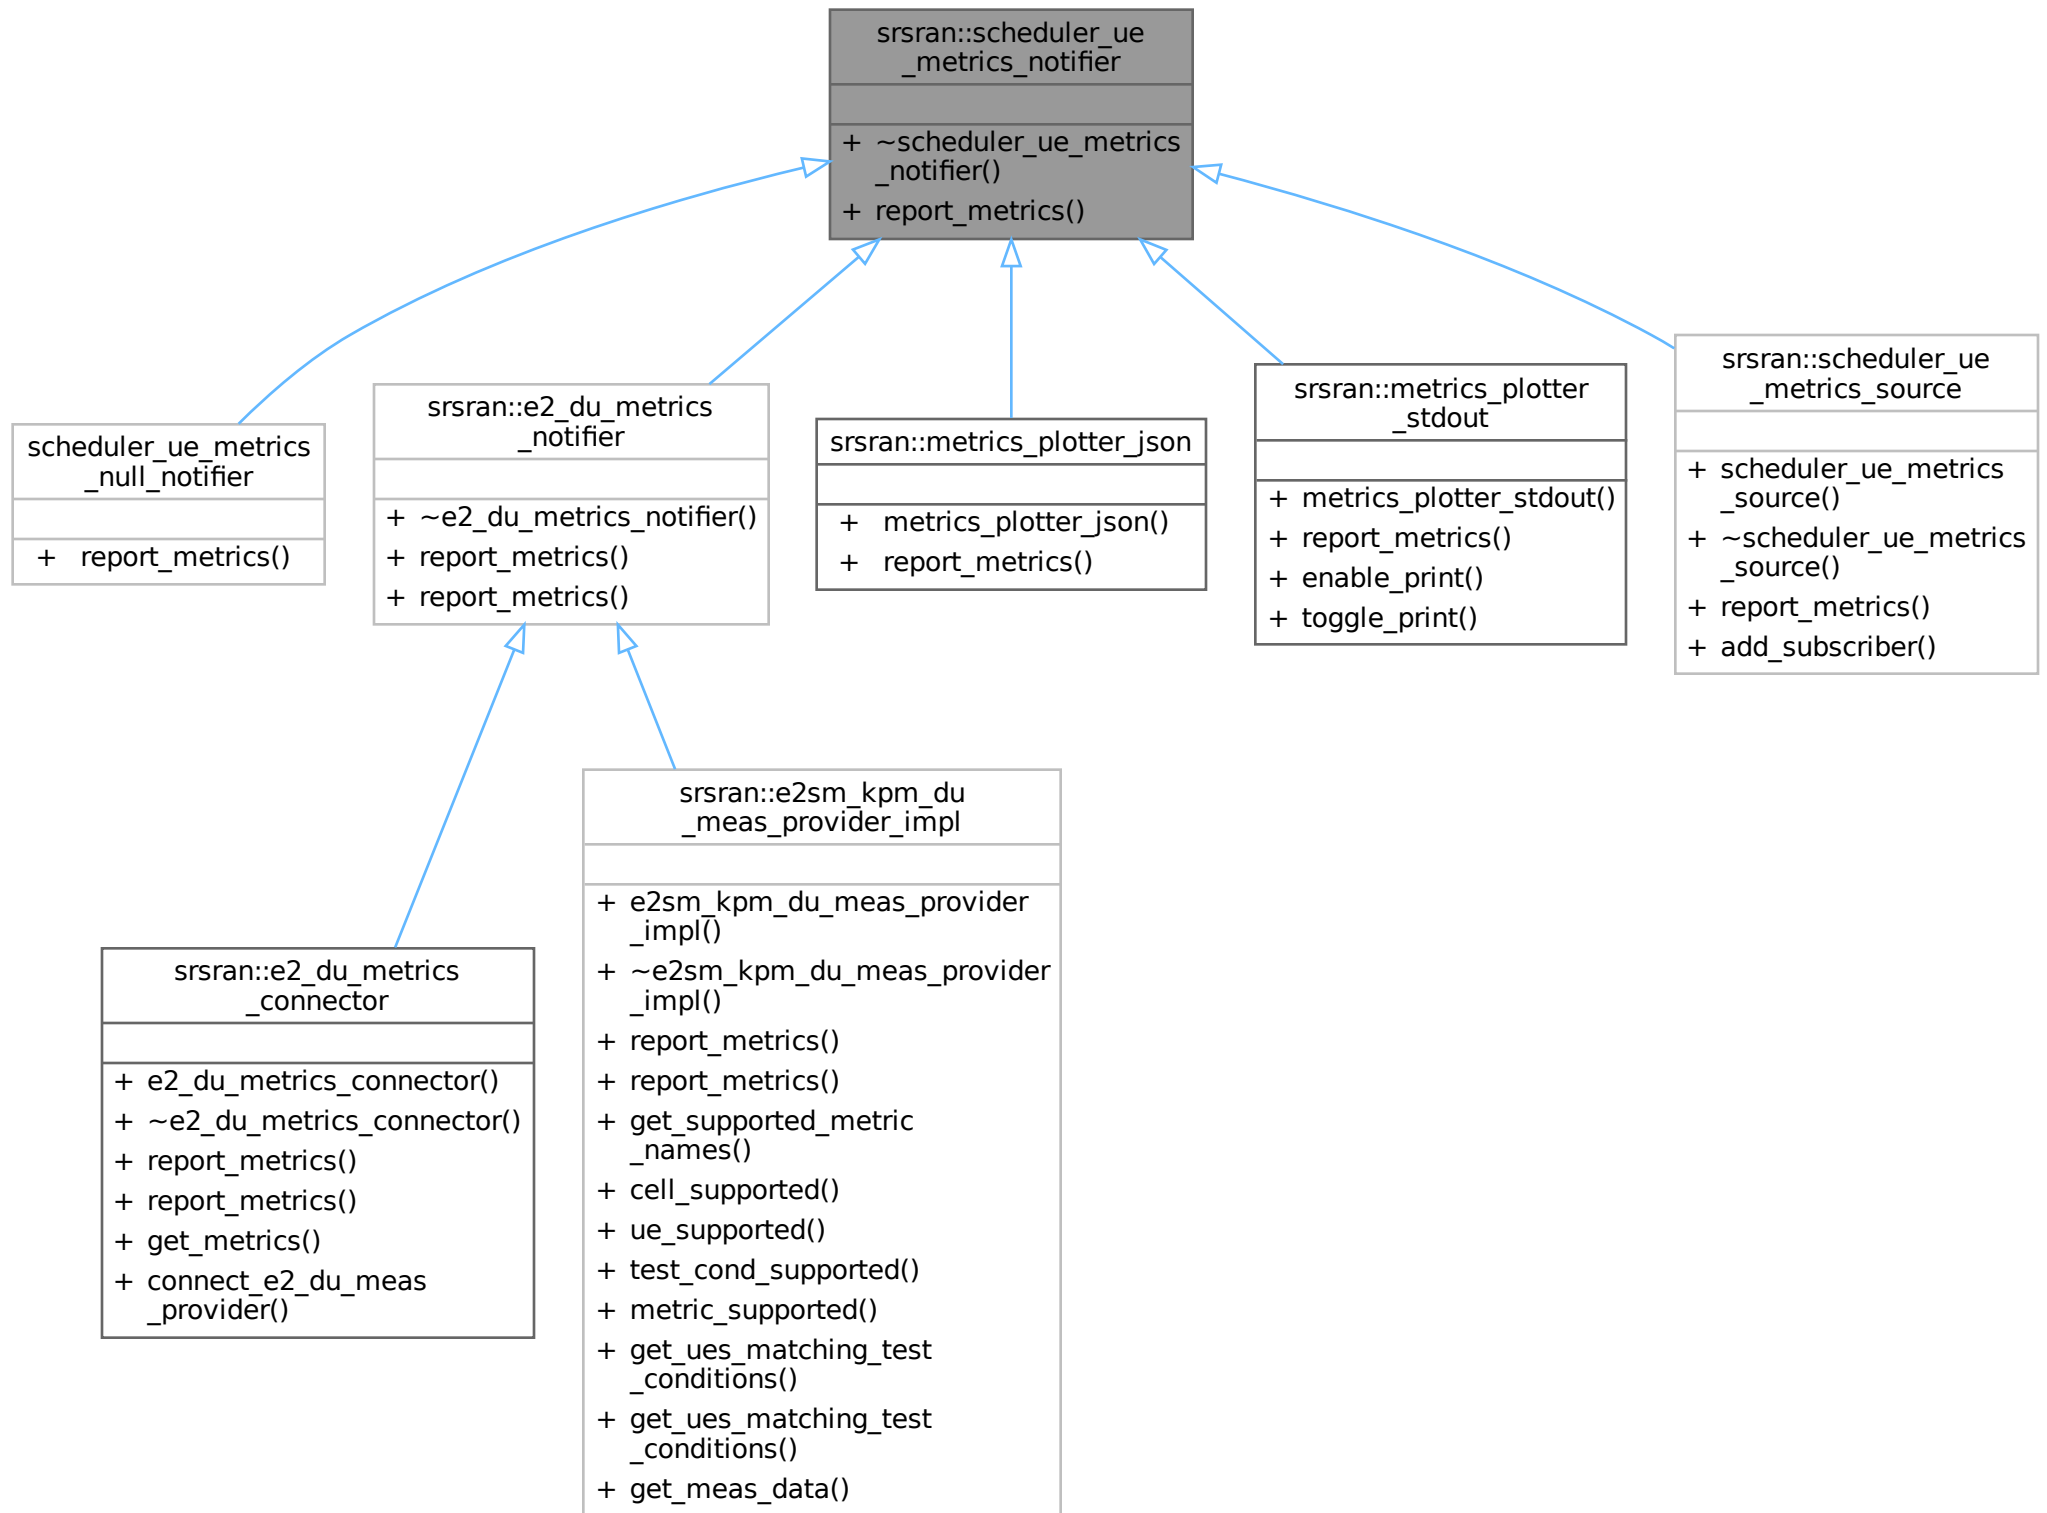 srsran::scheduler_ue
_metrics_notifier
+ ~scheduler_ue_metrics
_notifier()
+ report_metrics()
scheduler_ue_metrics
_null_notifier
+ report_metrics()
srsran::e2_du_metrics
_notifier
+ ~e2_du_metrics_notifier()
+ report_metrics()
+ report_metrics()
srsran::metrics_plotter_json
+ metrics_plotter_json()
+ report_metrics()
srsran::metrics_plotter
_stdout
+ metrics_plotter_stdout()
+ report_metrics()
+ enable_print()
+ toggle_print()
srsran::scheduler_ue
_metrics_source
+ scheduler_ue_metrics
_source()
+ ~scheduler_ue_metrics
_source()
+ report_metrics()
+ add_subscriber()
srsran::e2_du_metrics
_connector
+ e2_du_metrics_connector()
+ ~e2_du_metrics_connector()
+ report_metrics()
+ report_metrics()
+ get_metrics()
+ connect_e2_du_meas
_provider()
srsran::e2sm_kpm_du
_meas_provider_impl
+ e2sm_kpm_du_meas_provider
_impl()
+ ~e2sm_kpm_du_meas_provider
_impl()
+ report_metrics()
+ report_metrics()
+ get_supported_metric
_names()
+ cell_supported()
+ ue_supported()
+ test_cond_supported()
+ metric_supported()
+ get_ues_matching_test
_conditions()
+ get_ues_matching_test
_conditions()
+ get_meas_data()